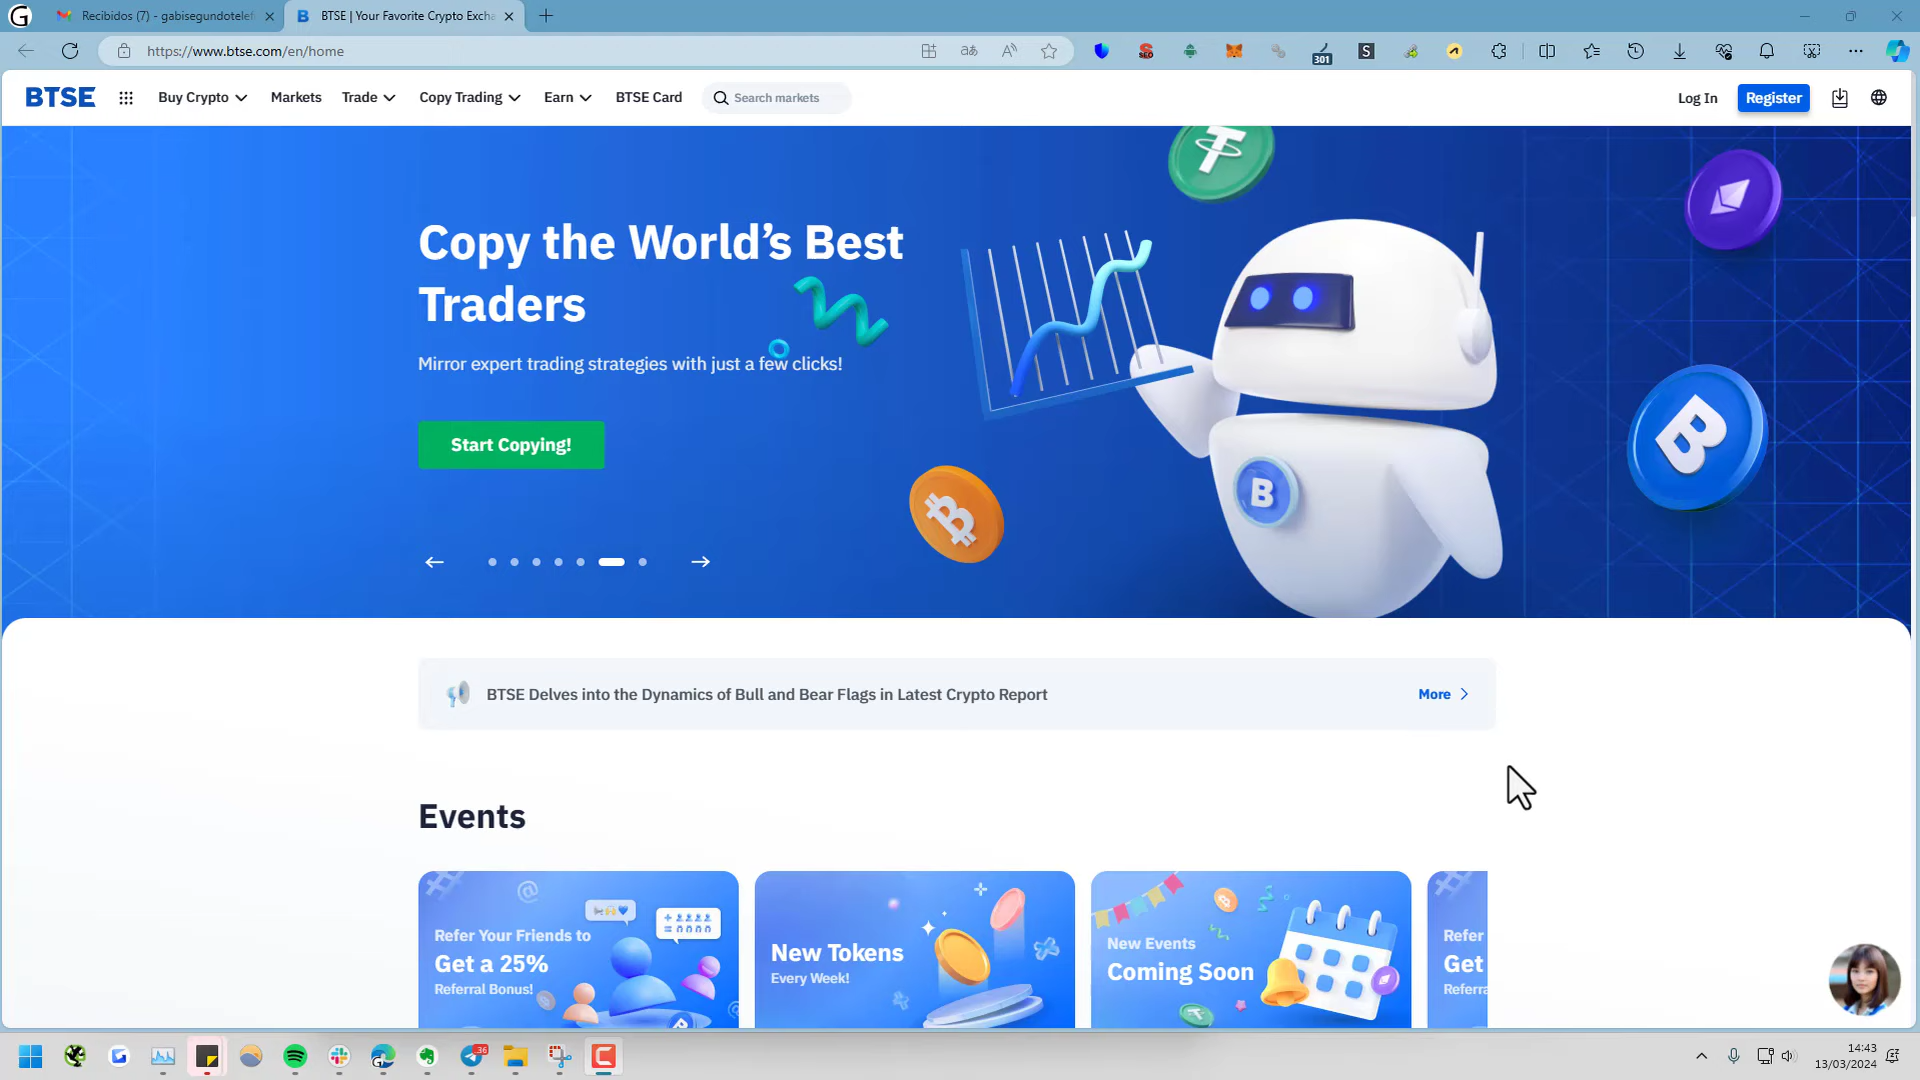 Recibidos (7) - gabisegundotelef
BTSE | Your Favorite Crypto Excha
https://www.btse.com/en/home
301
BTSE
Buy Crypto
Markets
Trade
Copy Trading
Earn
BTSE Card
Search markets
Log In
Register
Copy the World's Best
Traders
Mirror expert trading strategies with just a few clicks!
Start Copying!
BTSE Delves into the Dynamics of Bull and Bear Flags in Latest Crypto Report
More
Events
Refer Your Friends to
Get a 25%
Referral Bonus!
New Tokens
Every Week!
New Events
Coming Soon
Refer
Get
Referra
36
14:43
13/03/2024